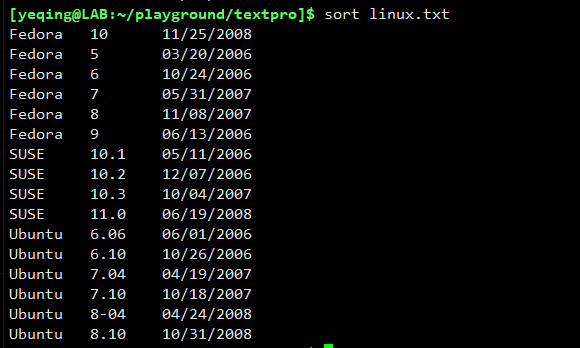 [yeqing@LAB:~/playground/textpro]$ sort linux.txt
Fedora 10 11/25/2008
Fedora 5 03/20/2006
Fedora 6 10/24/2006
Fedora 7 05/31/2007
Fedora 8 11/08/2007
Fedora 9 06/13/2006
SUSE 10.1 05/11/2006
SUSE 10.2 12/07/2006
SUSE 10.3 10/04/2007
SUSE 11.0 06/19/2008
Ubuntu 6.06 06/01/2006
Ubuntu 6.10 10/26/2006
Ubuntu 7.04 04/19/2007
Ubuntu 7.10 10/18/2007
Ubuntu 8-04 04/24/2008
Ubuntu 8.10 10/31/2008